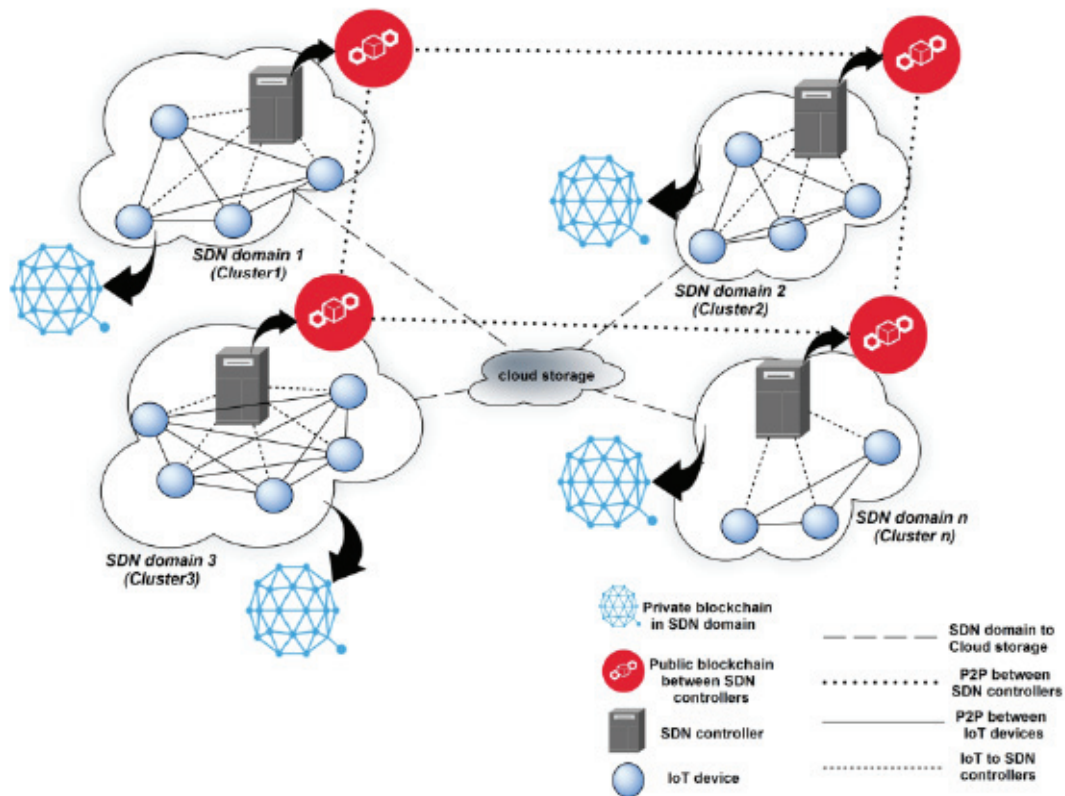 SDN domain 1
(Cluster1)
SDN domain 2
(Cluster2)
cloud storage
SDN domain 3
(Cluster3)
SDN domain n
(Cluster n)
Private blockchain
in SDN domain
Public blockchain
between SDN
controllers
SDN controller
IoT device
SDN domain to
Cloud storage
P2P between
SDN controllers
P2P between
IoT devices
IoT to SDN
controllers